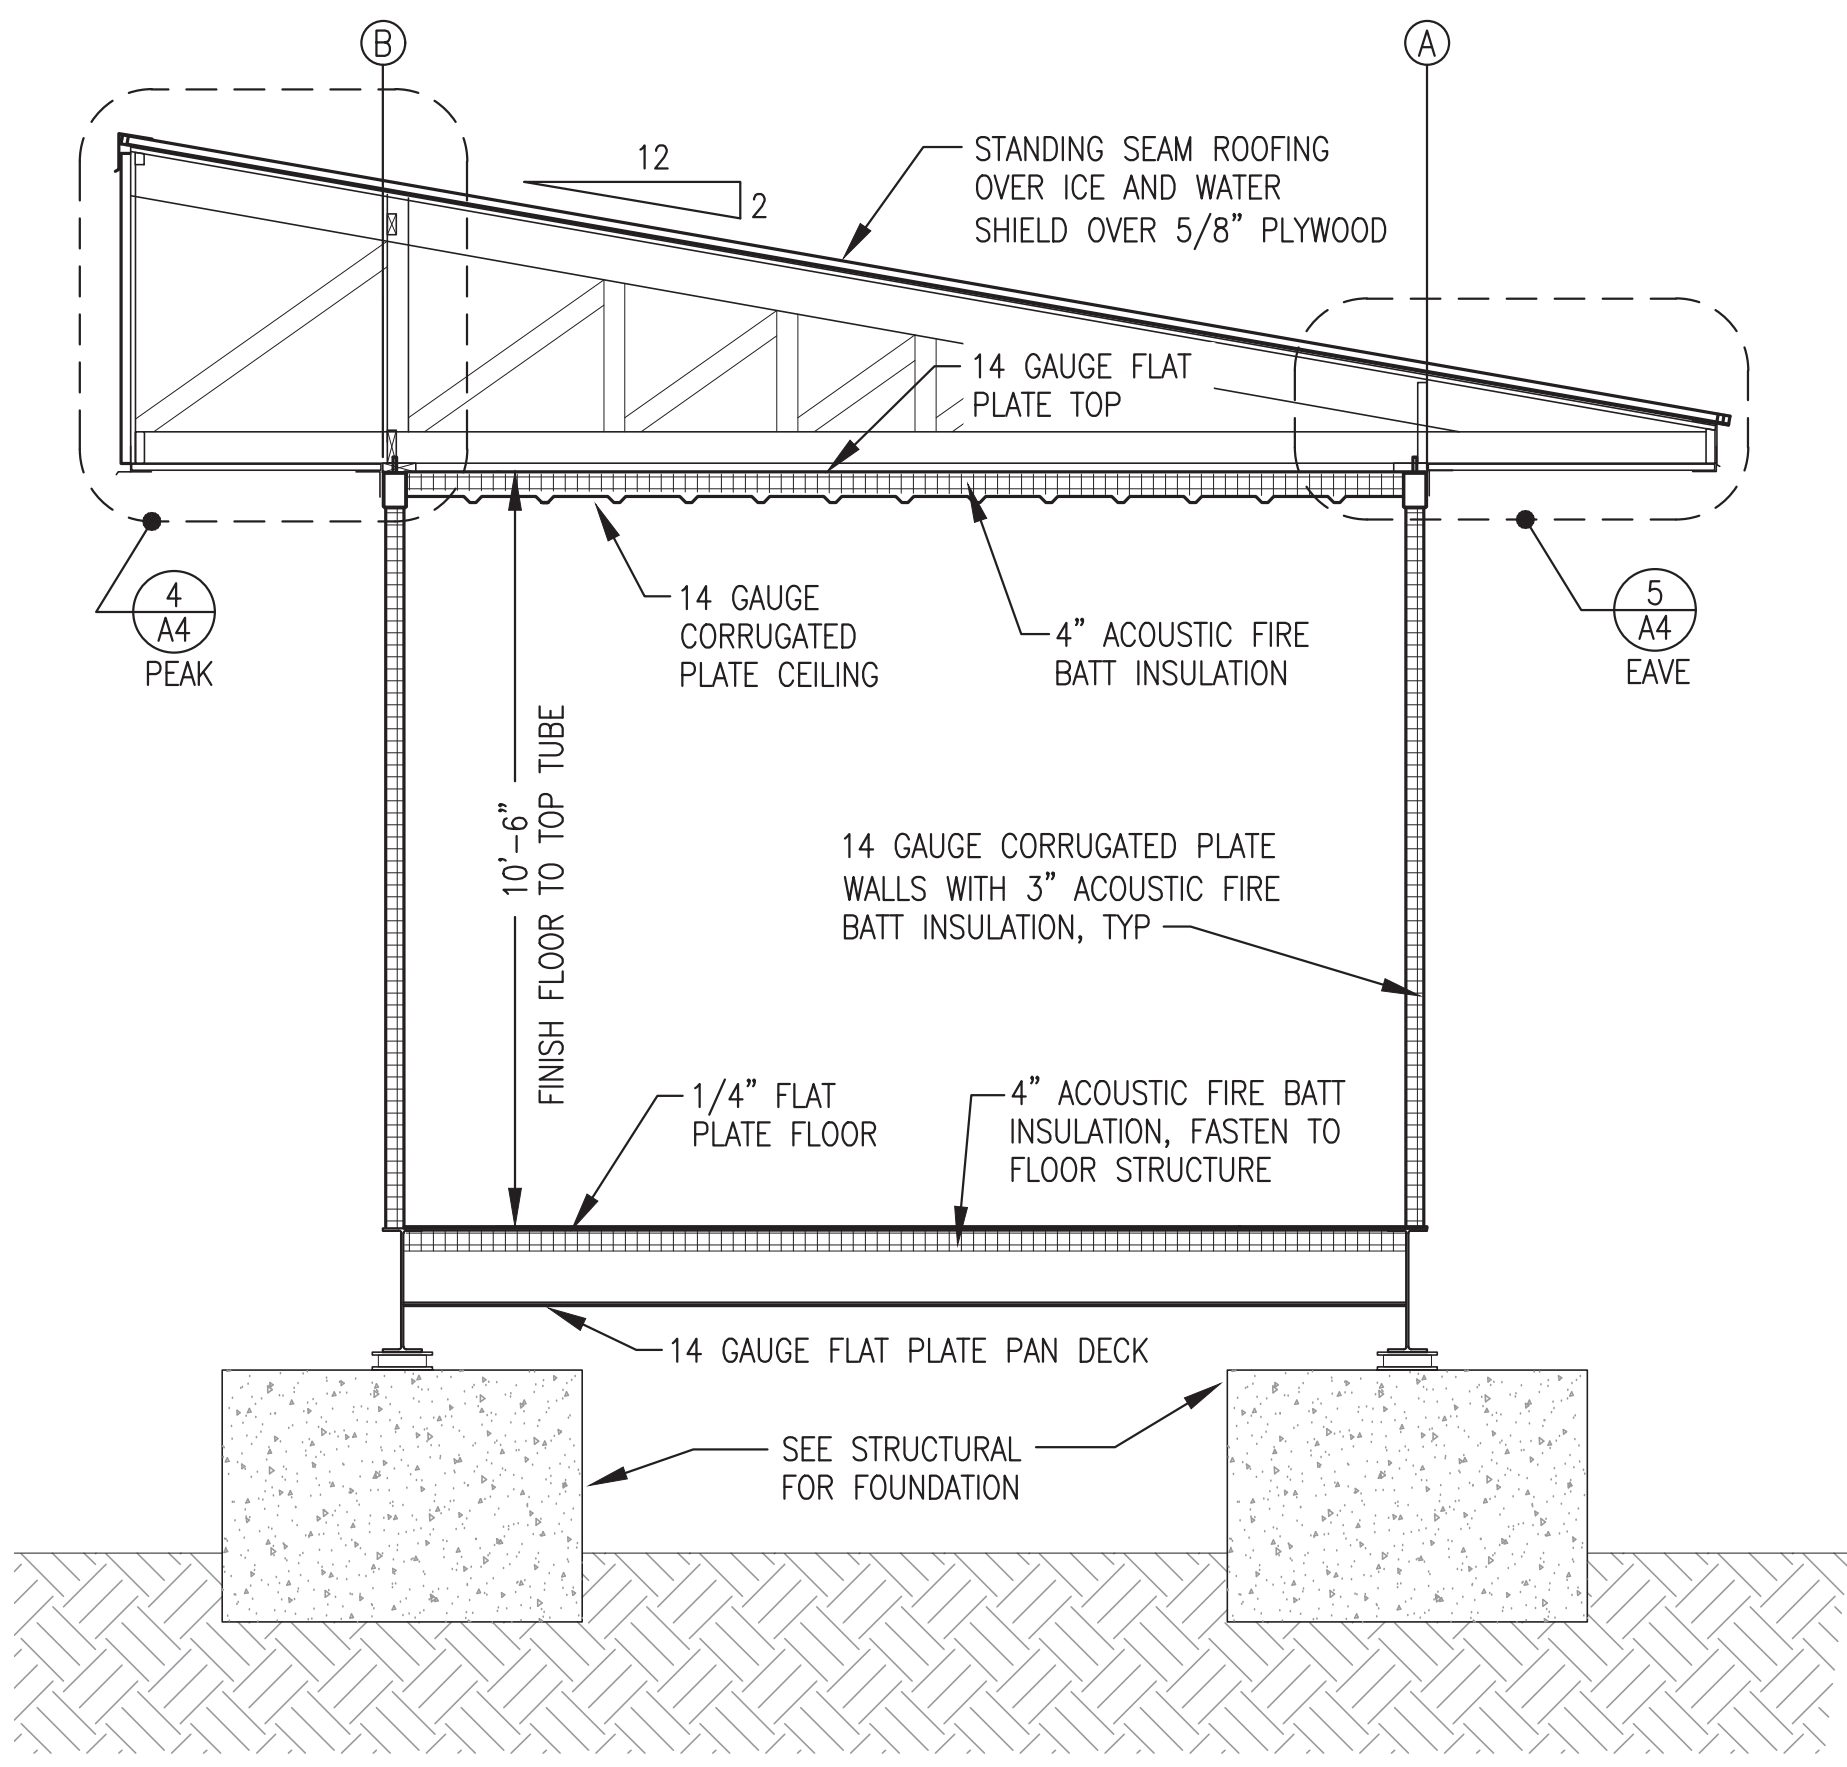 B
A
12
2
STANDING SEAM ROOFING
OVER ICE AND WATER
SHIELD OVER 5/8" PLYWOOD
14 GAUGE FLAT
PLATE TOP
4
A4
PEAK
14 GAUGE
CORRUGATED
PLATE CEILING
4" ACOUSTIC FIRE
BATT INSULATION
5
A4
EAVE
10'-6"
FINISH FLOOR TO TOP TUBE
14 GAUGE CORRUGATED PLATE
WALLS WITH 3" ACOUSTIC FIRE
BATT INSULATION, TYP
1/4" FLAT
PLATE FLOOR
4" ACOUSTIC FIRE BATT
INSULATION, FASTEN TO
FLOOR STRUCTURE
14 GAUGE FLAT PLATE PAN DECK
SEE STRUCTURAL
FOR FOUNDATION